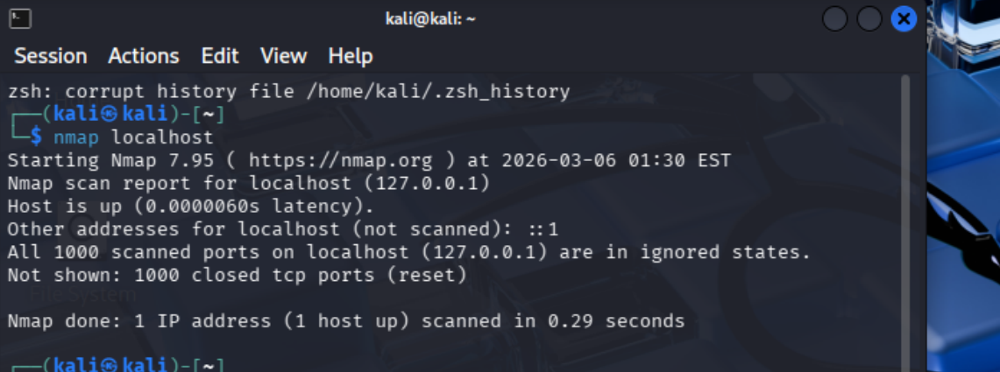 kali@kali: ~
Session Actions Edit View Help
zsh: corrupt history file /home/kali/.zsh_history
┌──(kali㉿kali)-[~]
└─$ nmap localhost
Starting Nmap 7.95 ( https://nmap.org ) at 2026-03-06 01:30 EST
Nmap scan report for localhost (127.0.0.1)
Host is up (0.0000060s latency).
Other addresses for localhost (not scanned): ::1
All 1000 scanned ports on localhost (127.0.0.1) are in ignored states.
Not shown: 1000 closed tcp ports (reset)
File System
Nmap done: 1 IP address (1 host up) scanned in 0.29 seconds
┌──(kali㉿kali)-[~]